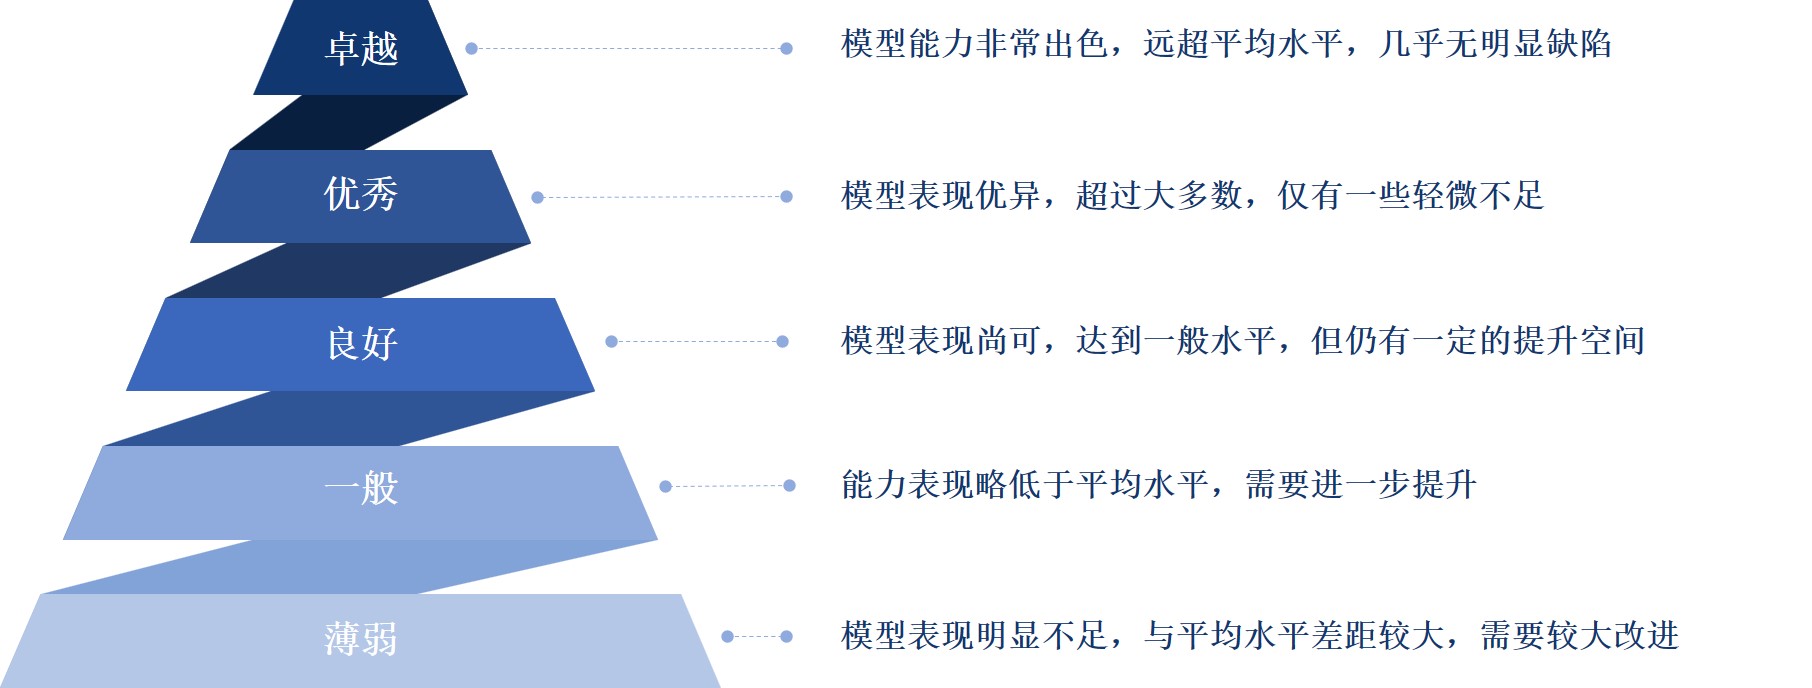 卓越
模型能力非常出色，远超平均水平，几乎无明显缺陷
优秀
模型表现优异，超过大多数，仅有一些轻微不足
良好
模型表现尚可，达到一般水平，但仍有一定的提升空间
一般
能力表现略低于平均水平，需要进一步提升
薄弱
模型表现明显不足，与平均水平差距较大，需要较大改进